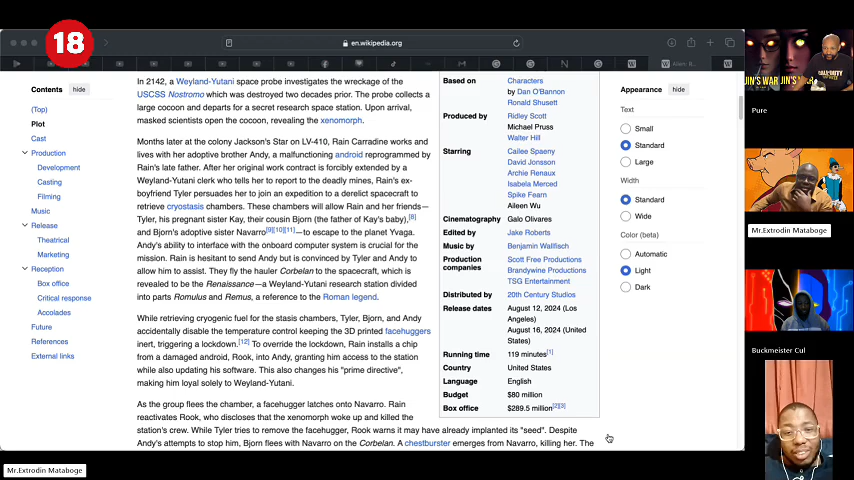 18
en.wikipedia.org
Contents
hide
(Top)
Plot
Cast
Production
Development
Casting
Filming
Music
Release
Theatrical
Marketing
Reception
Box office
Critical response
Accolades
Future
References
External links
In 2142, a Weyland-Yutani space probe investigates the wreckage of the
USCSS Nostromo which was destroyed two decades prior. The probe collects a
large cocoon and departs for a secret research space station. Upon arrival,
masked scientists open the cocoon, revealing the xenomorph.
Months later at the colony Jackson's Star on LV-410, Rain Carradine works and
lives with her adoptive brother Andy, a malfunctioning android reprogrammed by
Rain's late father. After her original work contract is forcibly extended by a
Weyland-Yutani clerk who tells her to report to the deadly mines, Rain's ex-
boyfriend Tyler persuades her to join an expedition to a derelict spacecraft to
retrieve cryostasis chambers. These chambers will allow Rain and her friends—
Tyler, his pregnant sister Kay, their cousin Bjorn (the father of Kay's baby),[8]
and Bjorn's adoptive sister Navarro[9][10][11]—to escape to the planet Yvaga.
Andy's ability to interface with the onboard computer system is crucial for the
mission. Rain is hesitant to send Andy but is convinced by Tyler and Andy to
allow him to assist. They fly the hauler Corbelan to the spacecraft, which is
revealed to be the Renaissance—a Weyland-Yutani research station divided
into parts Romulus and Remus, a reference to the Roman legend.
While retrieving cryogenic fuel for the stasis chambers, Tyler, Bjorn, and Andy
accidentally disable the temperature control keeping the 3D printed facehuggers
inert, triggering a lockdown.[12] To override the lockdown, Rain installs a chip
from a damaged android, Rook, into Andy, granting him access to the station
while also updating his software. This also changes his "prime directive",
making him loyal solely to Weyland-Yutani.
As the group flees the chamber, a facehugger latches onto Navarro. Rain
reactivates Rook, who discloses that the xenomorph woke up and killed the
station's crew. While Tyler tries to remove the facehugger, Rook warns it may have already implanted its "seed". Despite
Andy's attempts to stop him, Bjorn flees with Navarro on the Corbelan. A chestburster emerges from Navarro, killing her. The
Based on Characters
by Dan O'Bannon
Ronald Shusett
Produced by Ridley Scott
Michael Pruss
Walter Hill
Starring Cailee Spaeny
David Jonsson
Archie Renaux
Isabela Merced
Spike Fearn
Aileen Wu
Cinematography Galo Olivares
Edited by Jake Roberts
Music by Benjamin Wallfisch
Production companies Scott Free Productions
Brandywine Productions
TSG Entertainment
Distributed by 20th Century Studios
Release dates August 12, 2024 (Los
Angeles)
August 16, 2024 (United
States)
Running time 119 minutes[1]
Country United States
Language English
Budget $80 million
Box office $289.5 million[2][3]
Appearance
hide
Text
Small
Standard
Large
Width
Standard
Wide
Color (beta)
Automatic
Light
Dark
JIN'S WAR JIN'S WAR
CALL OF DUTY
Pure
Mr.Extrodin Mataboge
Buckmeister Cul
Mr.Extrodin Mataboge